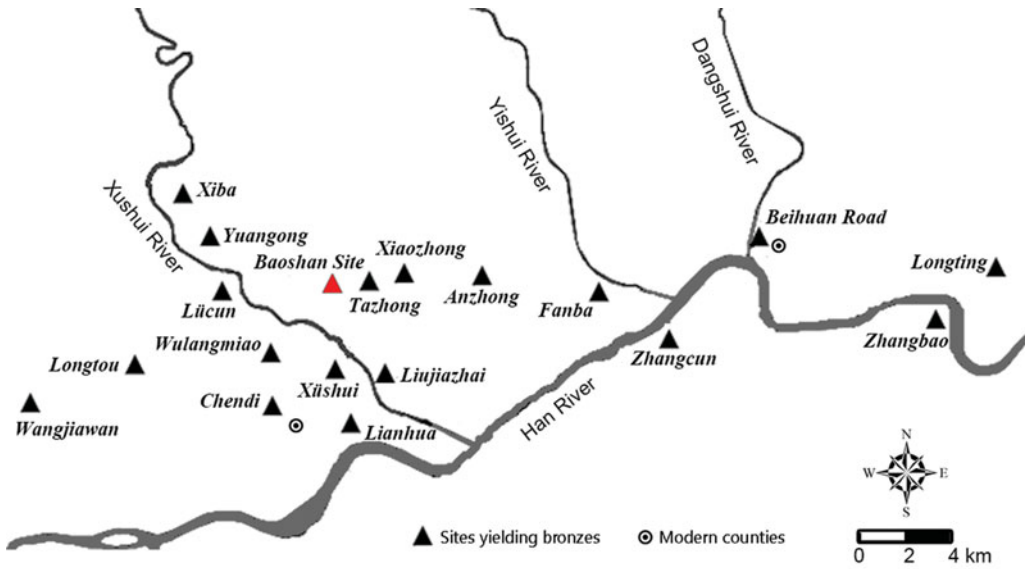 Xushui River
Yishui River
Dangshui River
Xiba
Yuangong
Beihuan Road
Baoshan Site
Xiaozhong
Tazhong
Anzhong
Longting
Lücun
Fanba
Wulangmiao
Zhangcun
Zhangbao
Longtou
Xüshui
Liujiazhai
Chendi
Wangjiawan
Lianhua
Han River
N
W
E
S
Sites yielding bronzes
Modern counties
0 2 4 km